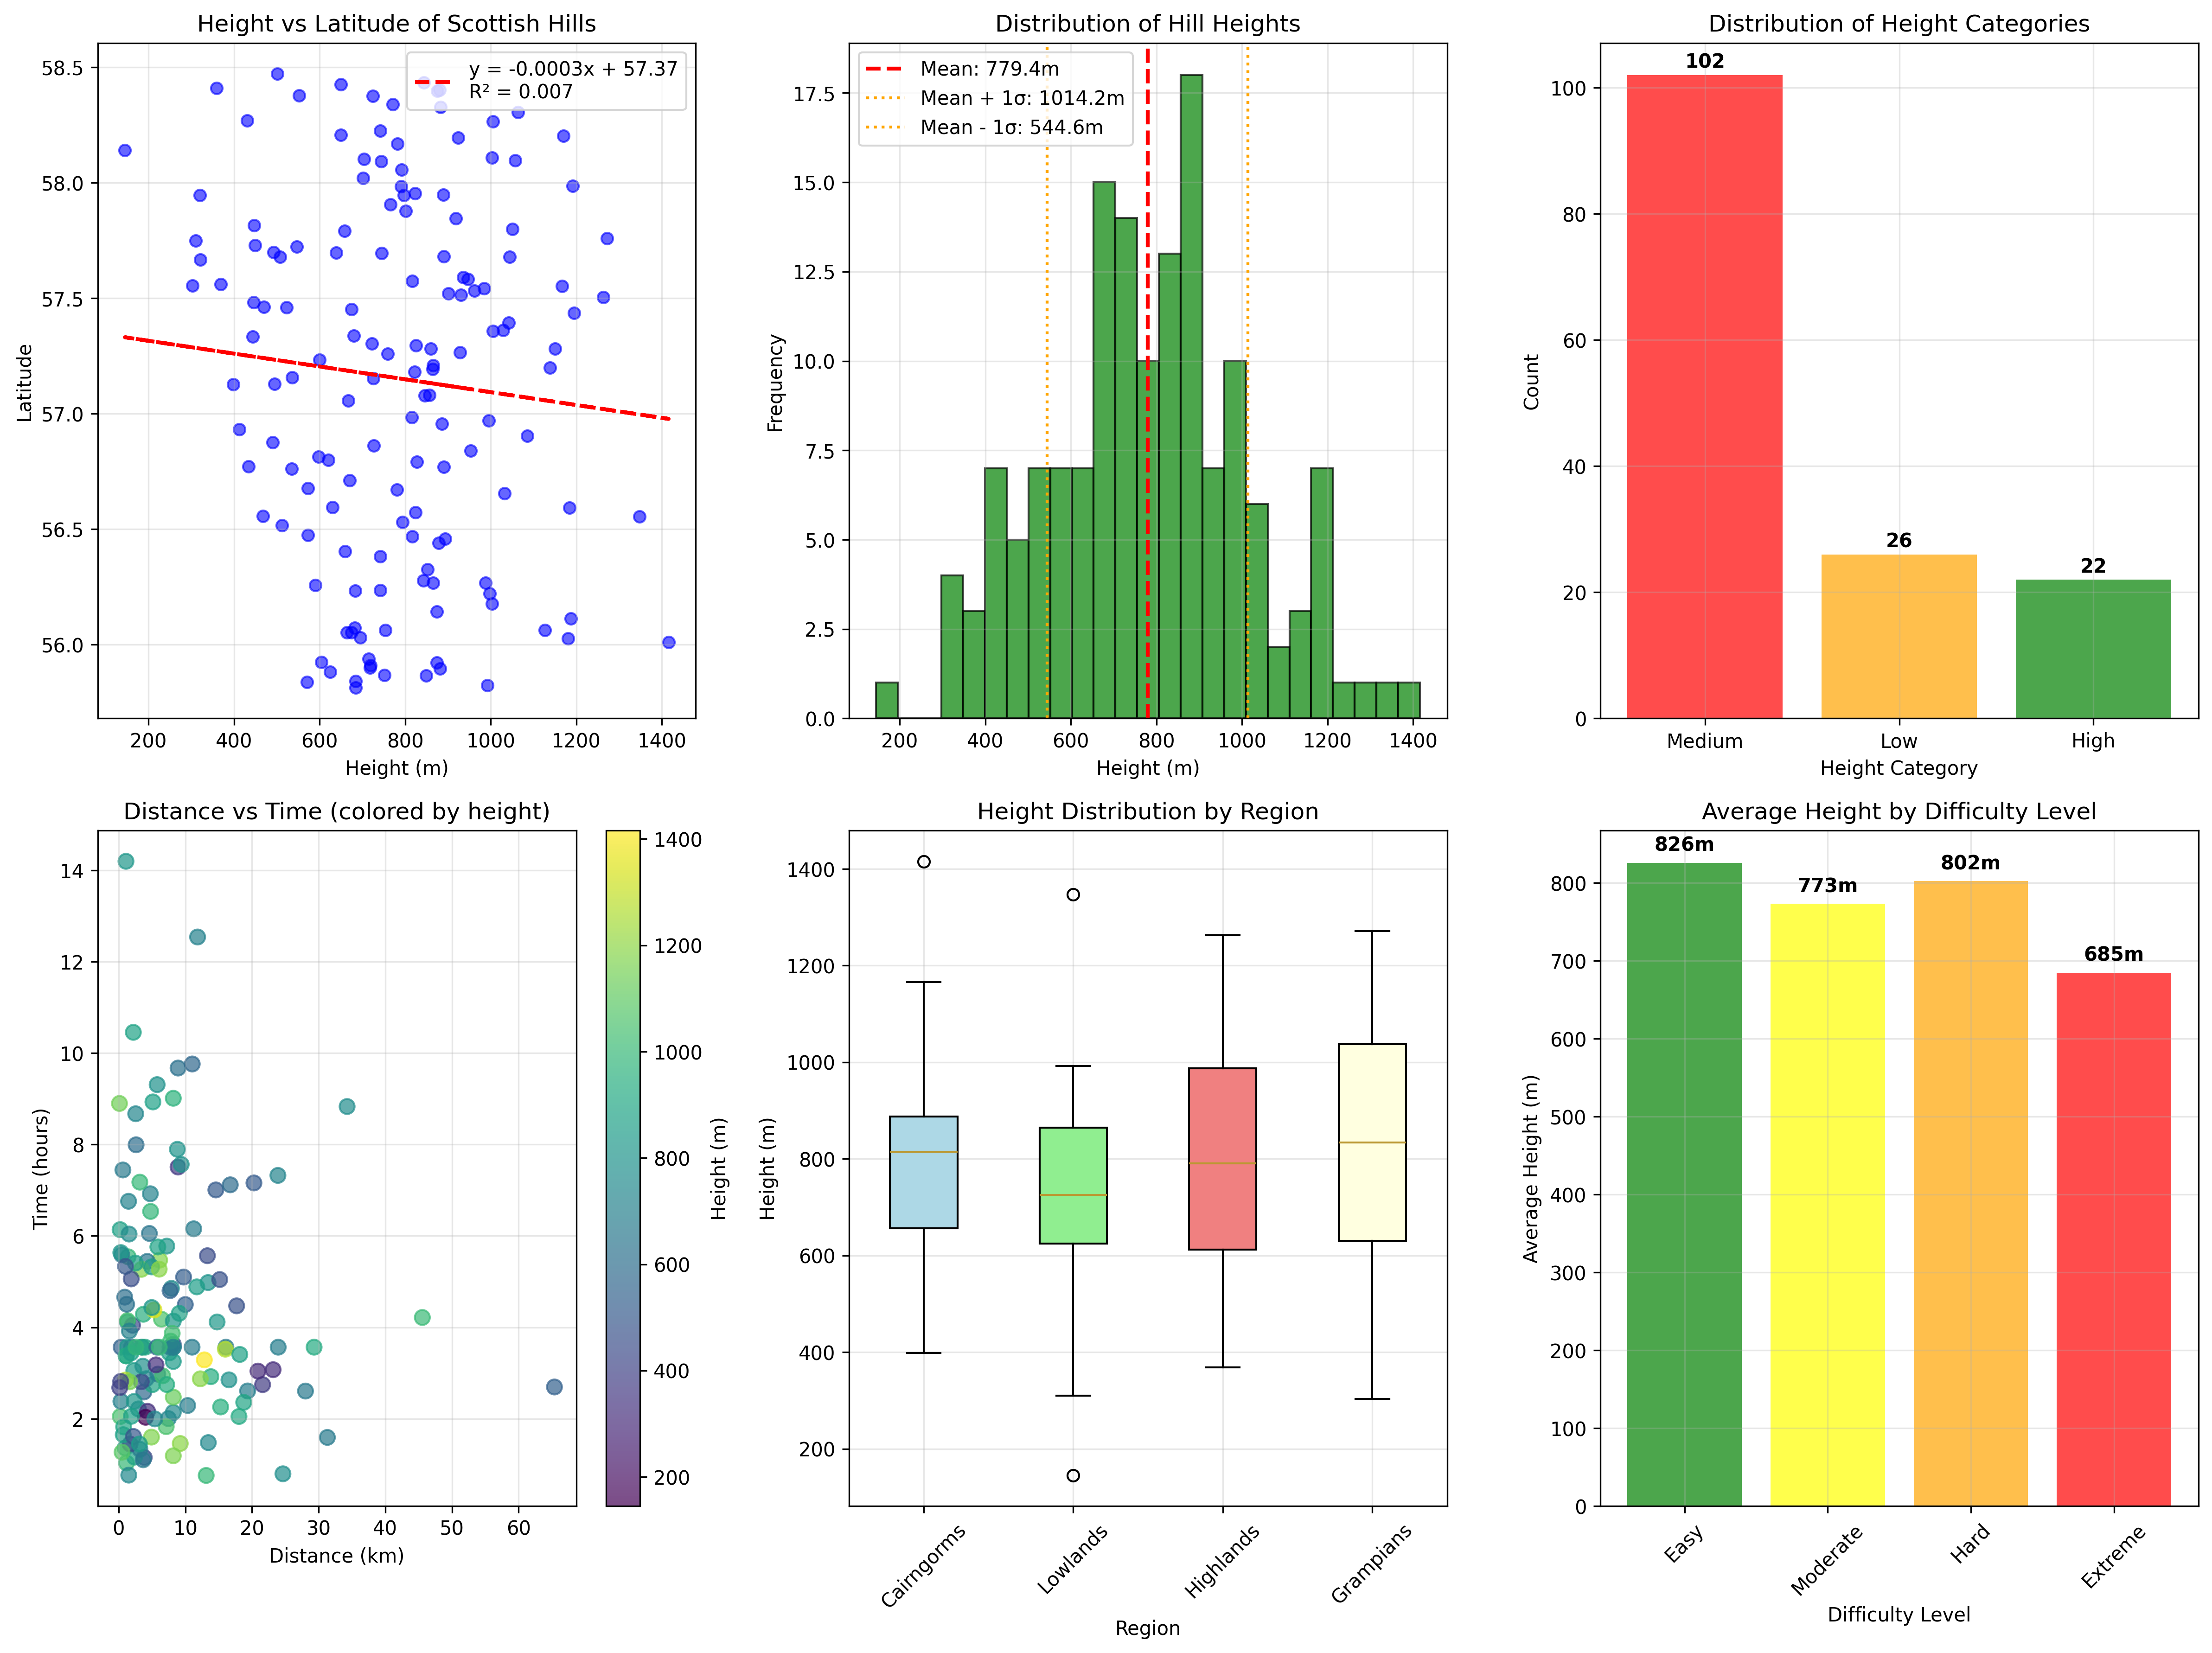 Height vs Latitude of Scottish Hills
y = -0.0003x + 57.37
R² = 0.007
58.5
58.0
57.5
57.0
56.5
56.0
Latitude
200 400 600 800 1000 1200 1400
Height (m)
Distribution of Hill Heights
Mean: 779.4m
Mean + 1σ: 1014.2m
Mean - 1σ: 544.6m
17.5
15.0
12.5
10.0
7.5
5.0
2.5
0.0
Frequency
200 400 600 800 1000 1200 1400
Height (m)
Distribution of Height Categories
102
26
22
100
80
60
40
20
0
Count
Medium Low High
Height Category
Distance vs Time (colored by height)
14
12
10
8
6
4
2
Time (hours)
0 10 20 30 40 50 60
Distance (km)
1400
1200
1000
800
600
400
200
Height (m)
Height Distribution by Region
1400
1200
1000
800
600
400
200
Height (m)
Cairngorms Lowlands Highlands Grampians
Region
Average Height by Difficulty Level
826m
773m
802m
685m
800
700
600
500
400
300
200
100
0
Average Height (m)
Easy Moderate Hard Extreme
Difficulty Level